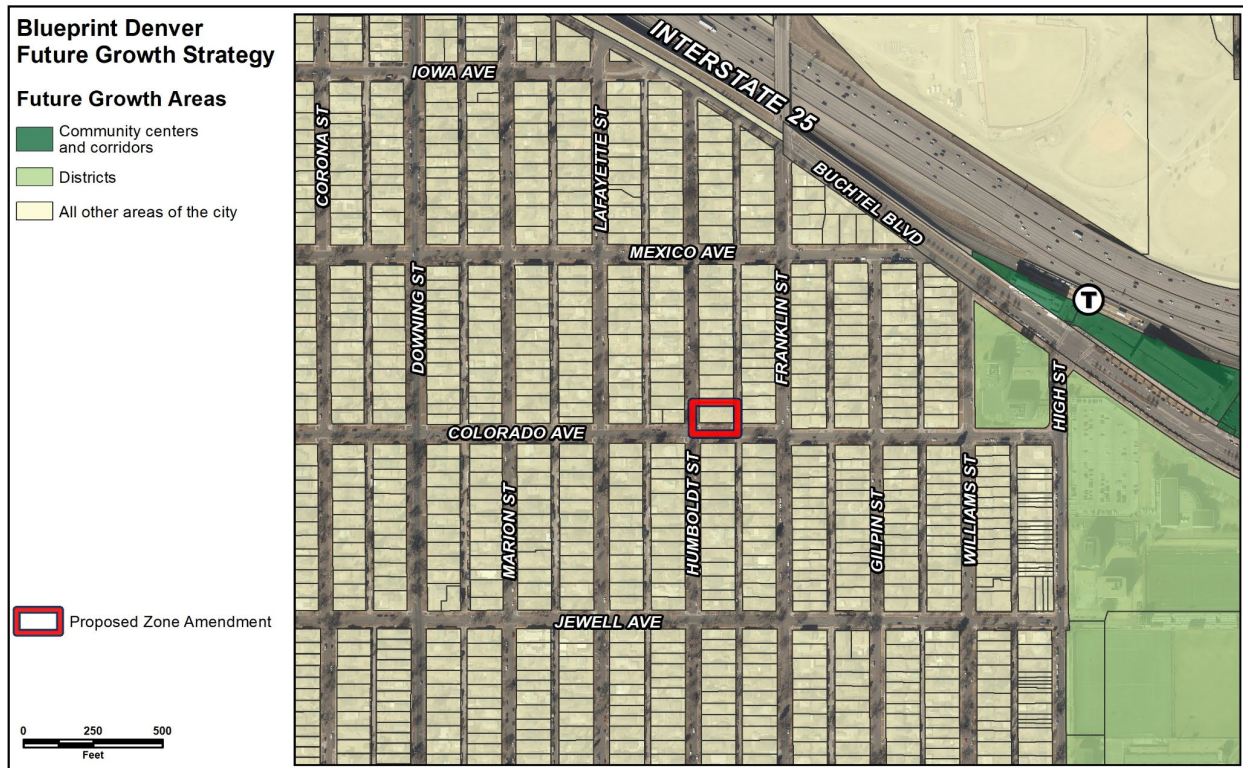 Blueprint Denver
Future Growth Strategy
Future Growth Areas
Community centers
and corridors
Districts
All other areas of the city
Proposed Zone Amendment
0 250 500
Feet
INTERSTATE 25
IOWA AVE
CORONA ST
LAFAYETTE ST
BUCHTEL BLVD
MEXICO AVE
DOWNING ST
FRANKLIN ST
T
HIGH ST
COLORADO AVE
MARION ST
HUMBOLDT ST
GILPIN ST
WILLIAMS ST
JEWELL AVE